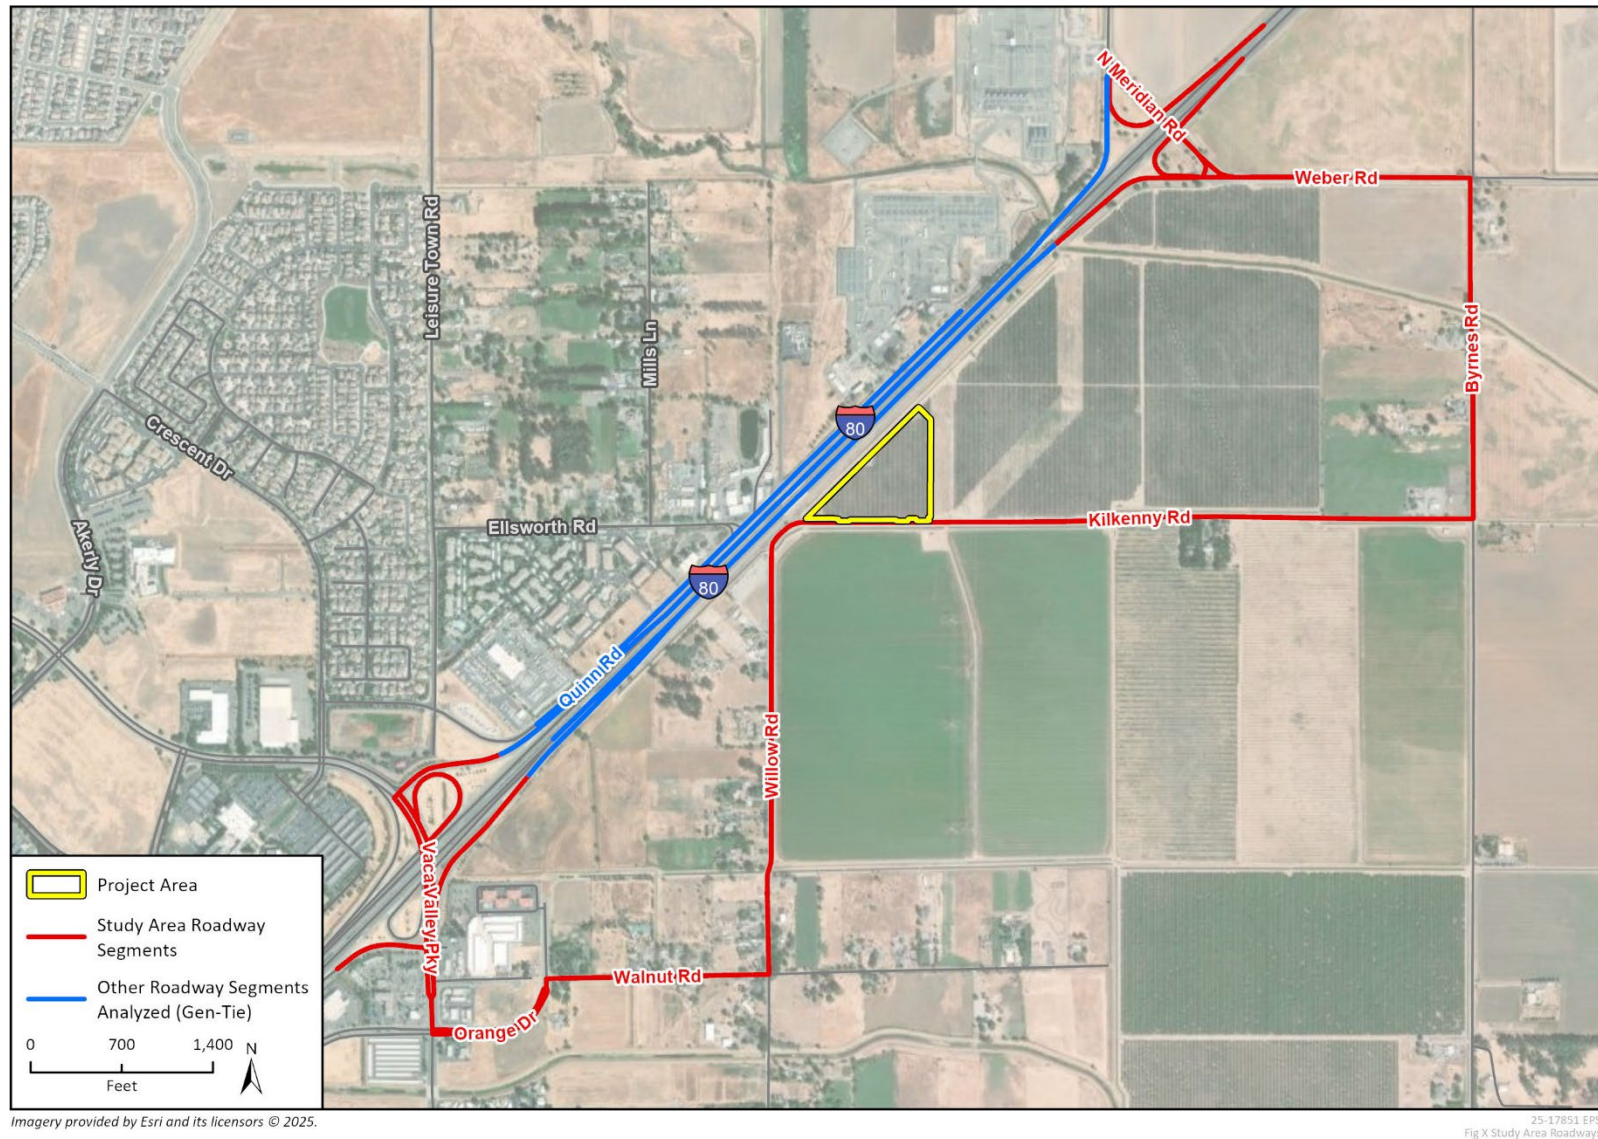 N Meridian Rd
Weber Rd
Leisure Town Rd
Mills Ln
Byrnes Rd
80
Crescent Dr
Kilkenny Rd
Ellsworth Rd
Akerly Dr
80
Quinn Rd
Willow Rd
Vaca Valley Pky
Walnut Rd
Orange Dr
Project Area
Study Area Roadway
Segments
Other Roadway Segments
Analyzed (Gen-Tie)
0 700 1,400
Feet
N
Imagery provided by Esri and its licensors © 2025.
25-17851 EPS
Fig X Study Area Roadways